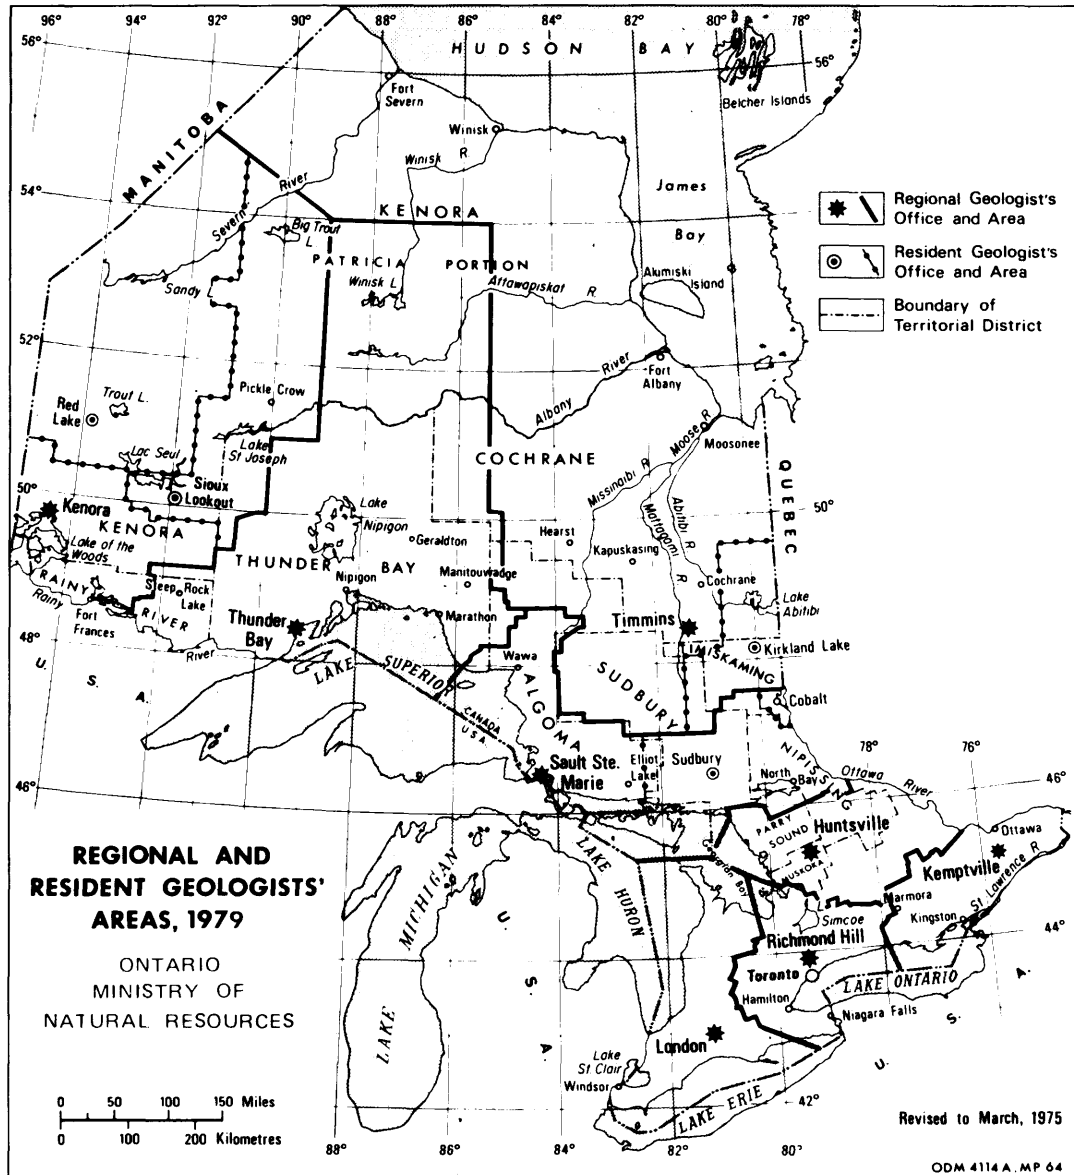 96° 94° 92° 90° 88° 86° 84° 82° 80° 78°
56°
HUDSON BAY
56°
Fort
Severn
Belcher Islands
Winisk
Winisk R
MANITOBA
54°
Severn River
James
Bay
KENORA
Big Trout
L.
PATRICIA PORTION
Winisk L.
Attawapiskat R.
Akimiski
Island
Sandy
Regional Geologist's
Office and Area
Resident Geologist's
Office and Area
Boundary of
Territorial District
52°
Albany River
Fort
Albany
Pickle Crow
Trout L.
Red
Lake
Lake
St Joseph
Moose R
Moosonee
Lac Seul
Sioux
Lookout
COCHRANE
Missinaibi R
Abitibi R
Mattagami R
QUEBEC
50°
50°
Kenora
KENORA
Lake of the
Woods
Lake
Nipigon
Geraldton
Hearst
Kapuskasing
THUNDER BAY
Manitouwadge
Cochrane
Lake
Abitibi
RAINY RIVER
Rainy River
Steep Rock
Lake
Fort
Frances
Nipigon
Marathon
Thunder
Bay
Timmins
Kirkland Lake
TIMISKAMING
48°
U. S. A.
LAKE SUPERIOR
Wawa
ALGOMA
SUDBURY
Cobalt
CANADA
U.S.A.
Sault Ste.
Marie
Elliot
Lake
Sudbury
NIPISSING
North
Bay
78°
76°
Ottawa River
46°
46°
PARRY
SOUND
Huntsville
MUSKOKA
Ottawa
Kemptville
St. Lawrence R
Georgian Bay
LAKE HURON
LAKE MICHIGAN
U. S. A.
Marmora
Kingston
L
Simcoe
Richmond Hill
44°
Toronto
LAKE ONTARIO
Hamilton
Niagara Falls
London
Lake
St. Clair
Windsor
LAKE ERIE
42°
U. S. A.
REGIONAL AND
RESIDENT GEOLOGISTS'
AREAS, 1979
ONTARIO
MINISTRY OF
NATURAL RESOURCES
0 50 100 150 Miles
0 100 200 Kilometres
88° 86° 84° 82° 80°
Revised to March, 1975
ODM 4114 A. MP 64